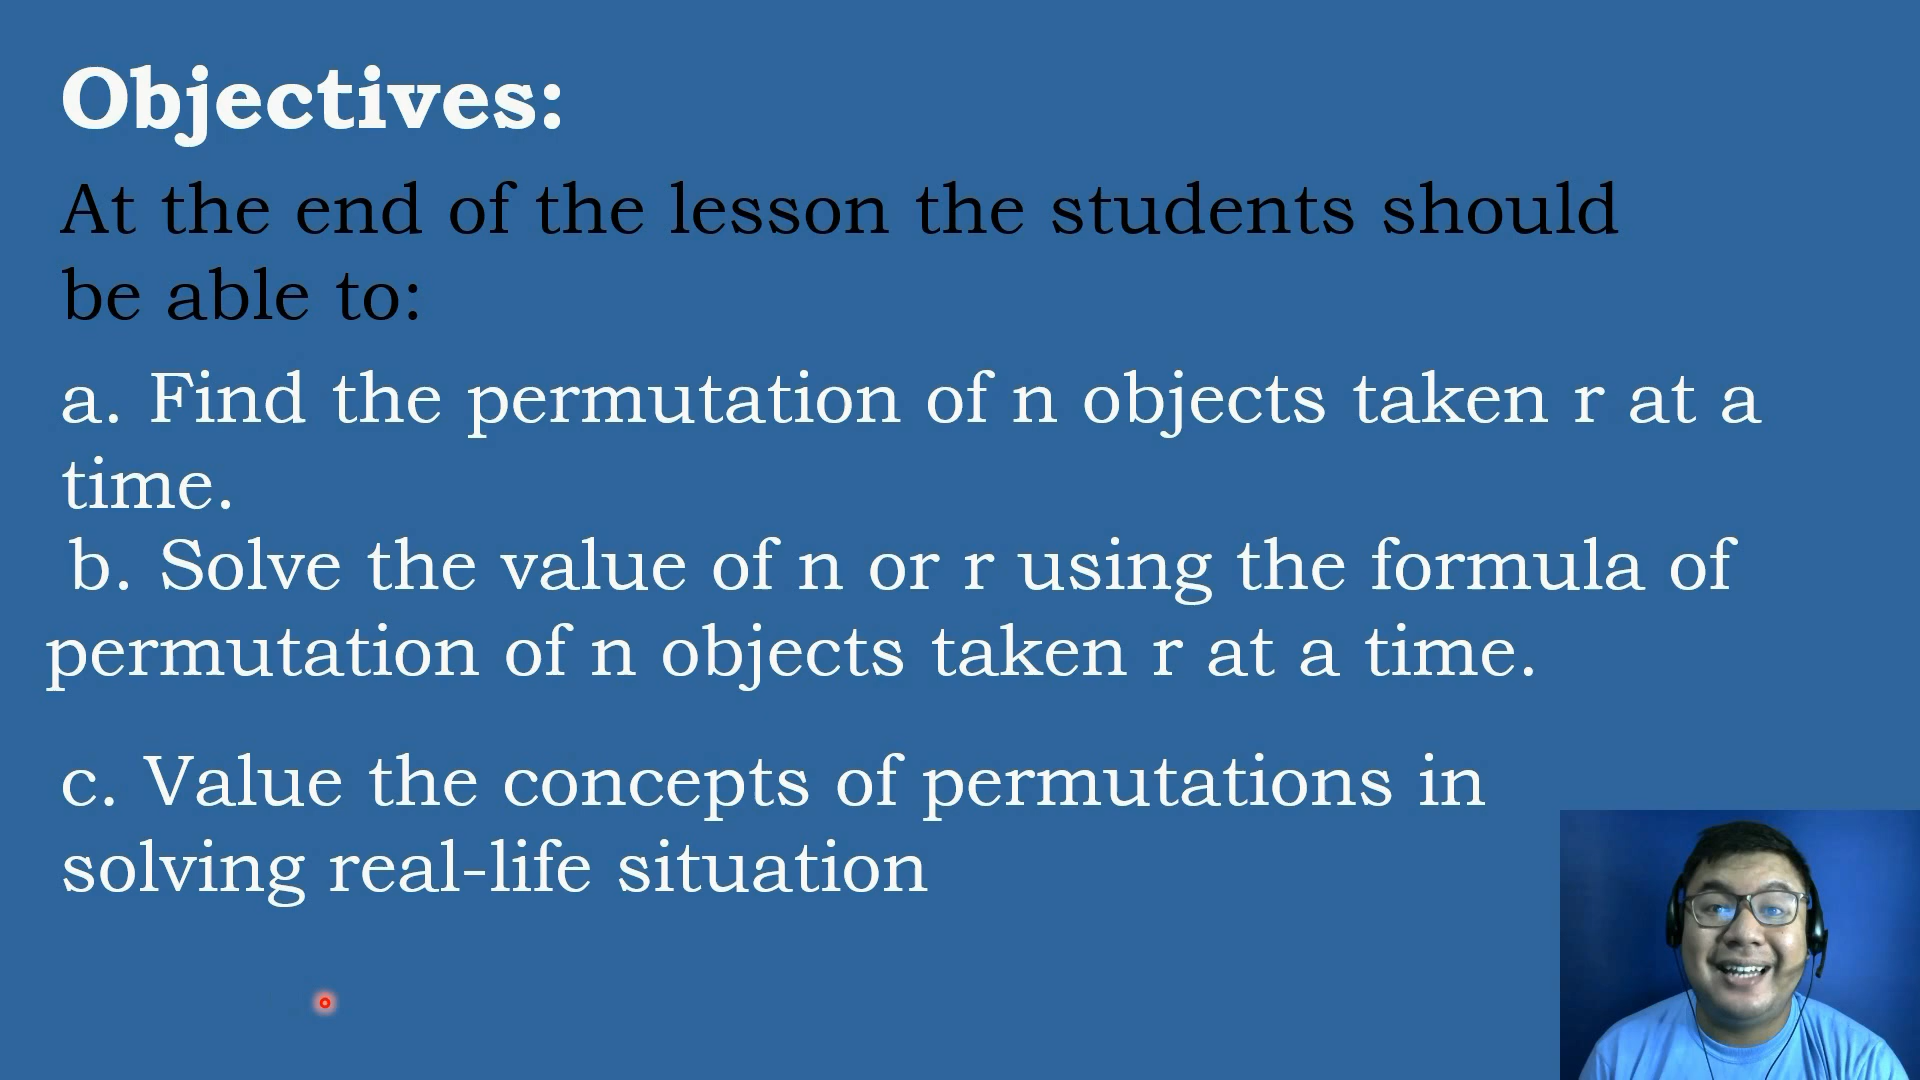 Objectives:
At the end of the lesson the students should
be able to:
a. Find the permutation of n objects taken r at a
time.
b. Solve the value of n or r using the formula of
permutation of n objects taken r at a time.
c. Value the concepts of permutations in
solving real-life situation